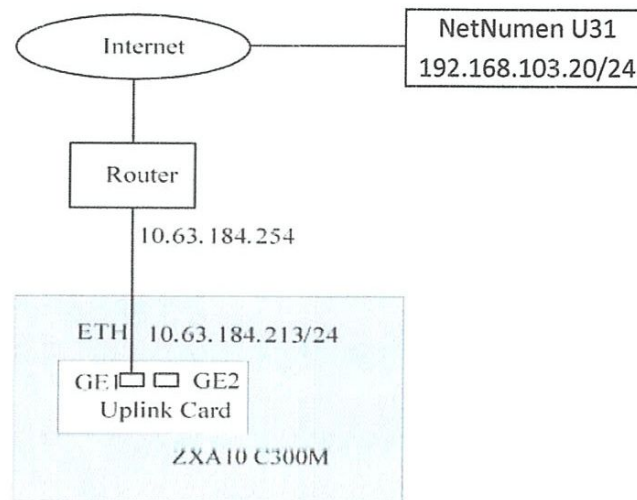 Internet
NetNumen U31
192.168.103.20/24
Router
10.63.184.254
ETH 10.63.184.213/24
GE1 GE2
Uplink Card
ZXA10 C300M